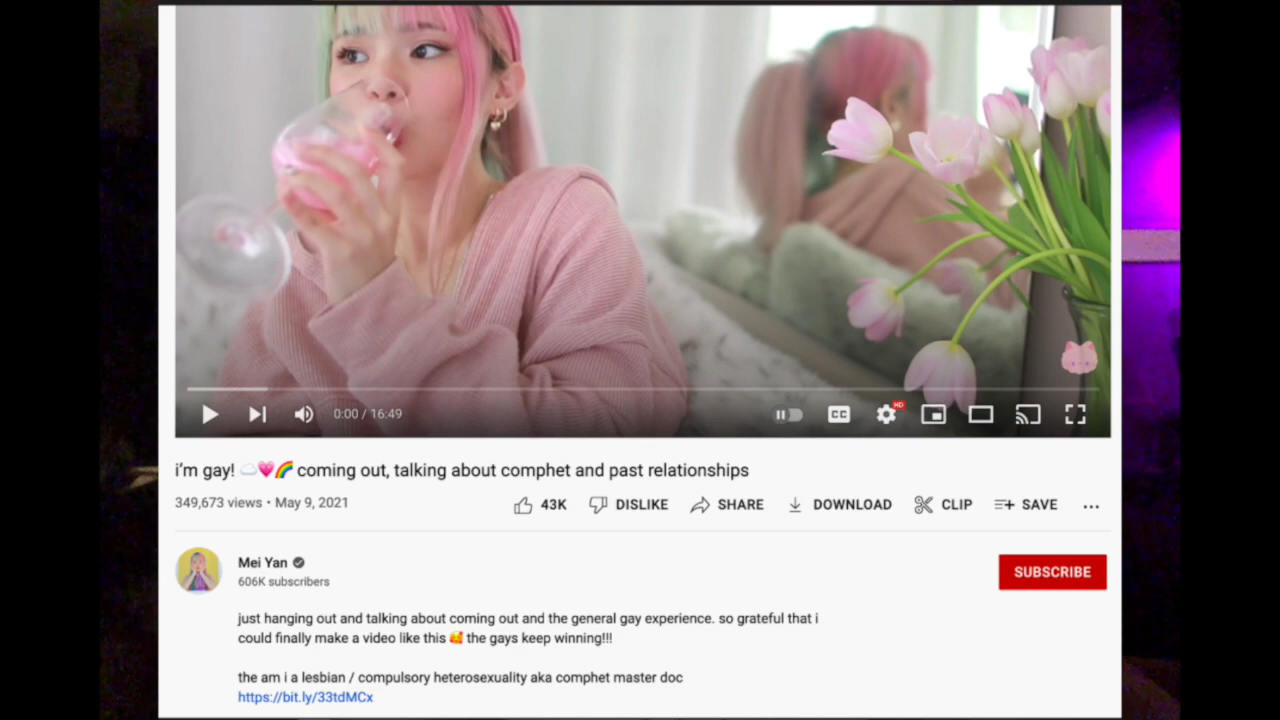 0:00 / 16:49
CC
HD
i'm gay! ☁️💗🌈 coming out, talking about comphet and past relationships
349,673 views • May 9, 2021
43K
DISLIKE
SHARE
DOWNLOAD
CLIP
SAVE
Mei Yan
606K subscribers
SUBSCRIBE
just hanging out and talking about coming out and the general gay experience. so grateful that i
could finally make a video like this 🥰 the gays keep winning!!!
the am i a lesbian / compulsory heterosexuality aka comphet master doc
https://bit.ly/33tdMCx